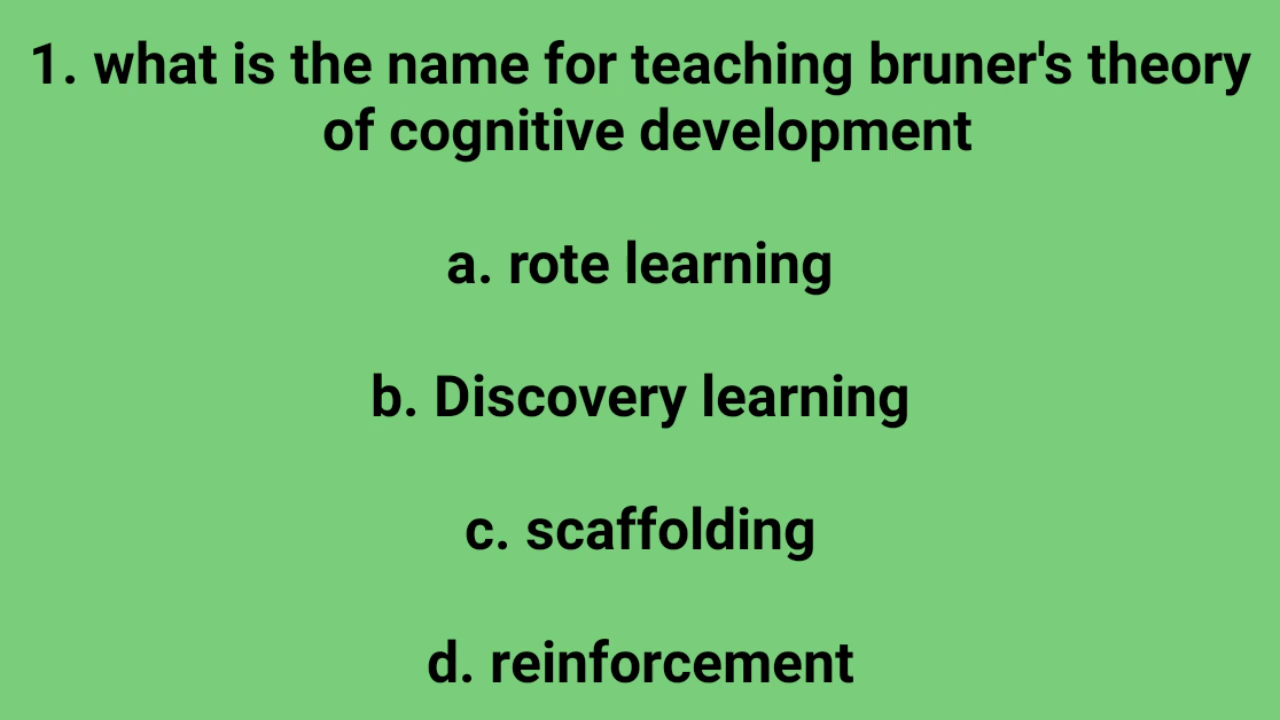 1. what is the name for teaching bruner's theory
of cognitive development
a. rote learning
b. Discovery learning
c. scaffolding
d. reinforcement